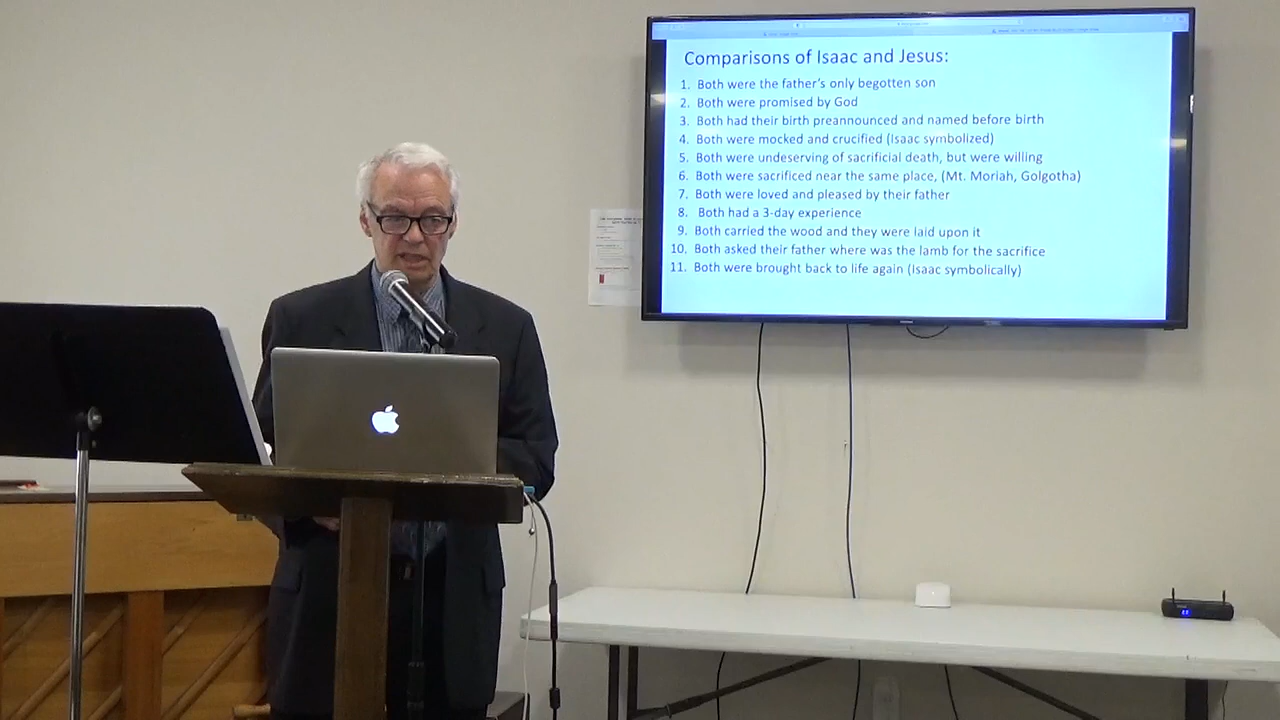 Comparisons of Isaac and Jesus:
1. Both were the father's only begotten son
2. Both were promised by God
3. Both had their birth preannounced and named before birth
4. Both were mocked and crucified (Isaac symbolized)
5. Both were undeserving of sacrificial death, but were willing
6. Both were sacrificed near the same place, (Mt. Moriah, Golgotha)
7. Both were loved and pleased by their father
8. Both had a 3-day experience
9. Both carried the wood and they were laid upon it
10. Both asked their father where was the lamb for the sacrifice
11. Both were brought back to life again (Isaac symbolically)